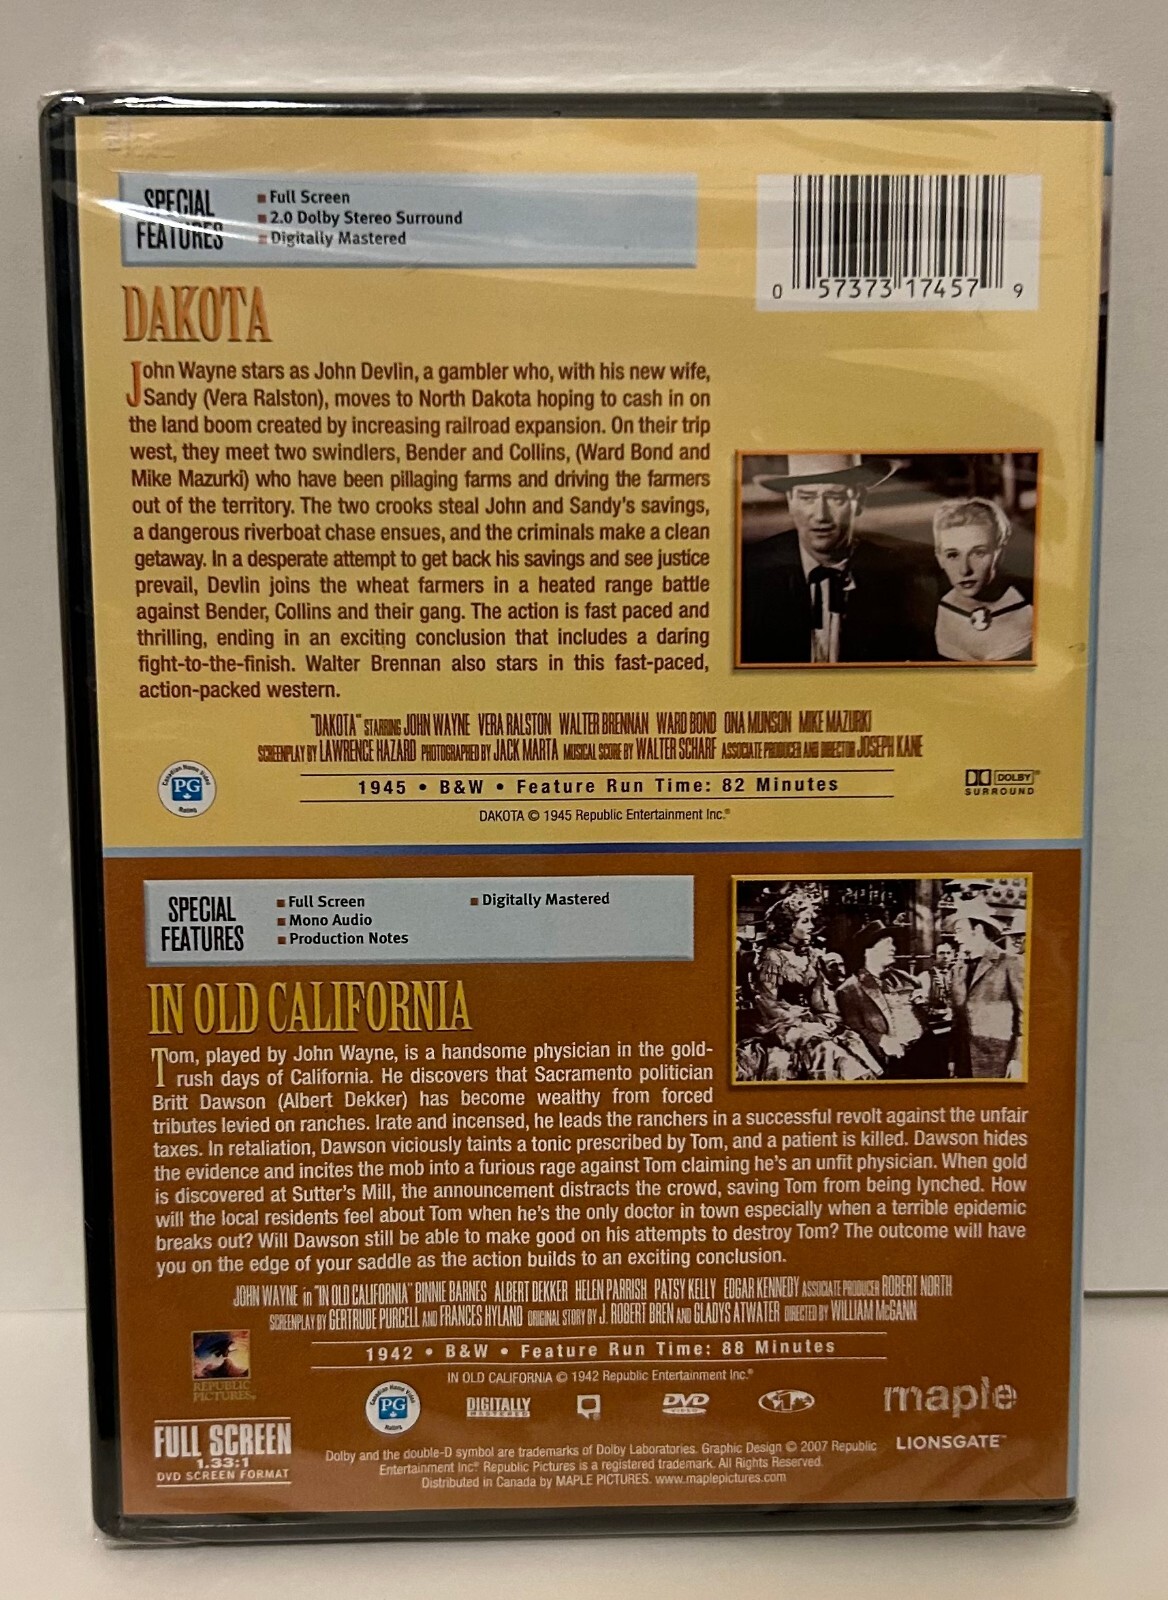 SPECIAL FEATURES
■ Full Screen
■ 2.0 Dolby Stereo Surround
■ Digitally Mastered
0 57373 17457 9
DAKOTA
John Wayne stars as John Devlin, a gambler who, with his new wife,
Sandy (Vera Ralston), moves to North Dakota hoping to cash in on
the land boom created by increasing railroad expansion. On their trip
west, they meet two swindlers, Bender and Collins, (Ward Bond and
Mike Mazurki) who have been pillaging farms and driving the farmers
out of the territory. The two crooks steal John and Sandy's savings,
a dangerous riverboat chase ensues, and the criminals make a clean
getaway. In a desperate attempt to get back his savings and see justice
prevail, Devlin joins the wheat farmers in a heated range battle
against Bender, Collins and their gang. The action is fast paced and
thrilling, ending in an exciting conclusion that includes a daring
fight-to-the-finish. Walter Brennan also stars in this fast-paced,
action-packed western.
"DAKOTA" STARRING JOHN WAYNE VERA RALSTON WALTER BRENNAN WARD BOND ONA MUNSON MIKE MAZURKI
SCREENPLAY BY LAWRENCE HAZARD PHOTOGRAPHED BY JACK MARTA MUSICAL SCORE BY WALTER SCHARF ASSOCIATE PRODUCER AND DIRECTOR JOSEPH KANE
Canadian Home Video
PG
Ratings
1945 • B&W • Feature Run Time: 82 Minutes
DOLBY®
SURROUND
DAKOTA © 1945 Republic Entertainment Inc.®
SPECIAL FEATURES
■ Full Screen
■ Mono Audio
■ Production Notes
■ Digitally Mastered
IN OLD CALIFORNIA
Tom, played by John Wayne, is a handsome physician in the gold-
rush days of California. He discovers that Sacramento politician
Britt Dawson (Albert Dekker) has become wealthy from forced
tributes levied on ranches. Irate and incensed, he leads the ranchers in a successful revolt against the unfair
taxes. In retaliation, Dawson viciously taints a tonic prescribed by Tom, and a patient is killed. Dawson hides
the evidence and incites the mob into a furious rage against Tom claiming he's an unfit physician. When gold
is discovered at Sutter's Mill, the announcement distracts the crowd, saving Tom from being lynched. How
will the local residents feel about Tom when he's the only doctor in town especially when a terrible epidemic
breaks out? Will Dawson still be able to make good on his attempts to destroy Tom? The outcome will have
you on the edge of your saddle as the action builds to an exciting conclusion.
JOHN WAYNE in "IN OLD CALIFORNIA" BINNIE BARNES ALBERT DEKKER HELEN PARRISH PATSY KELLY EDGAR KENNEDY ASSOCIATE PRODUCER ROBERT NORTH
SCREENPLAY BY GERTRUDE PURCELL AND FRANCES HYLAND ORIGINAL STORY BY J. ROBERT BREN AND GLADYS ATWATER DIRECTED BY WILLIAM McGANN
1942 • B&W • Feature Run Time: 88 Minutes
IN OLD CALIFORNIA © 1942 Republic Entertainment Inc.®
REPUBLIC
PICTURES®
Canadian Home Video
PG
Ratings
DIGITALLY
MASTERED
DVD
VIDEO
1
maple
LIONSGATE™
FULL SCREEN
1.33:1
DVD SCREEN FORMAT
Dolby and the double-D symbol are trademarks of Dolby Laboratories. Graphic Design © 2007 Republic
Entertainment Inc® Republic Pictures is a registered trademark. All Rights Reserved.
Distributed in Canada by MAPLE PICTURES. www.maplepictures.com